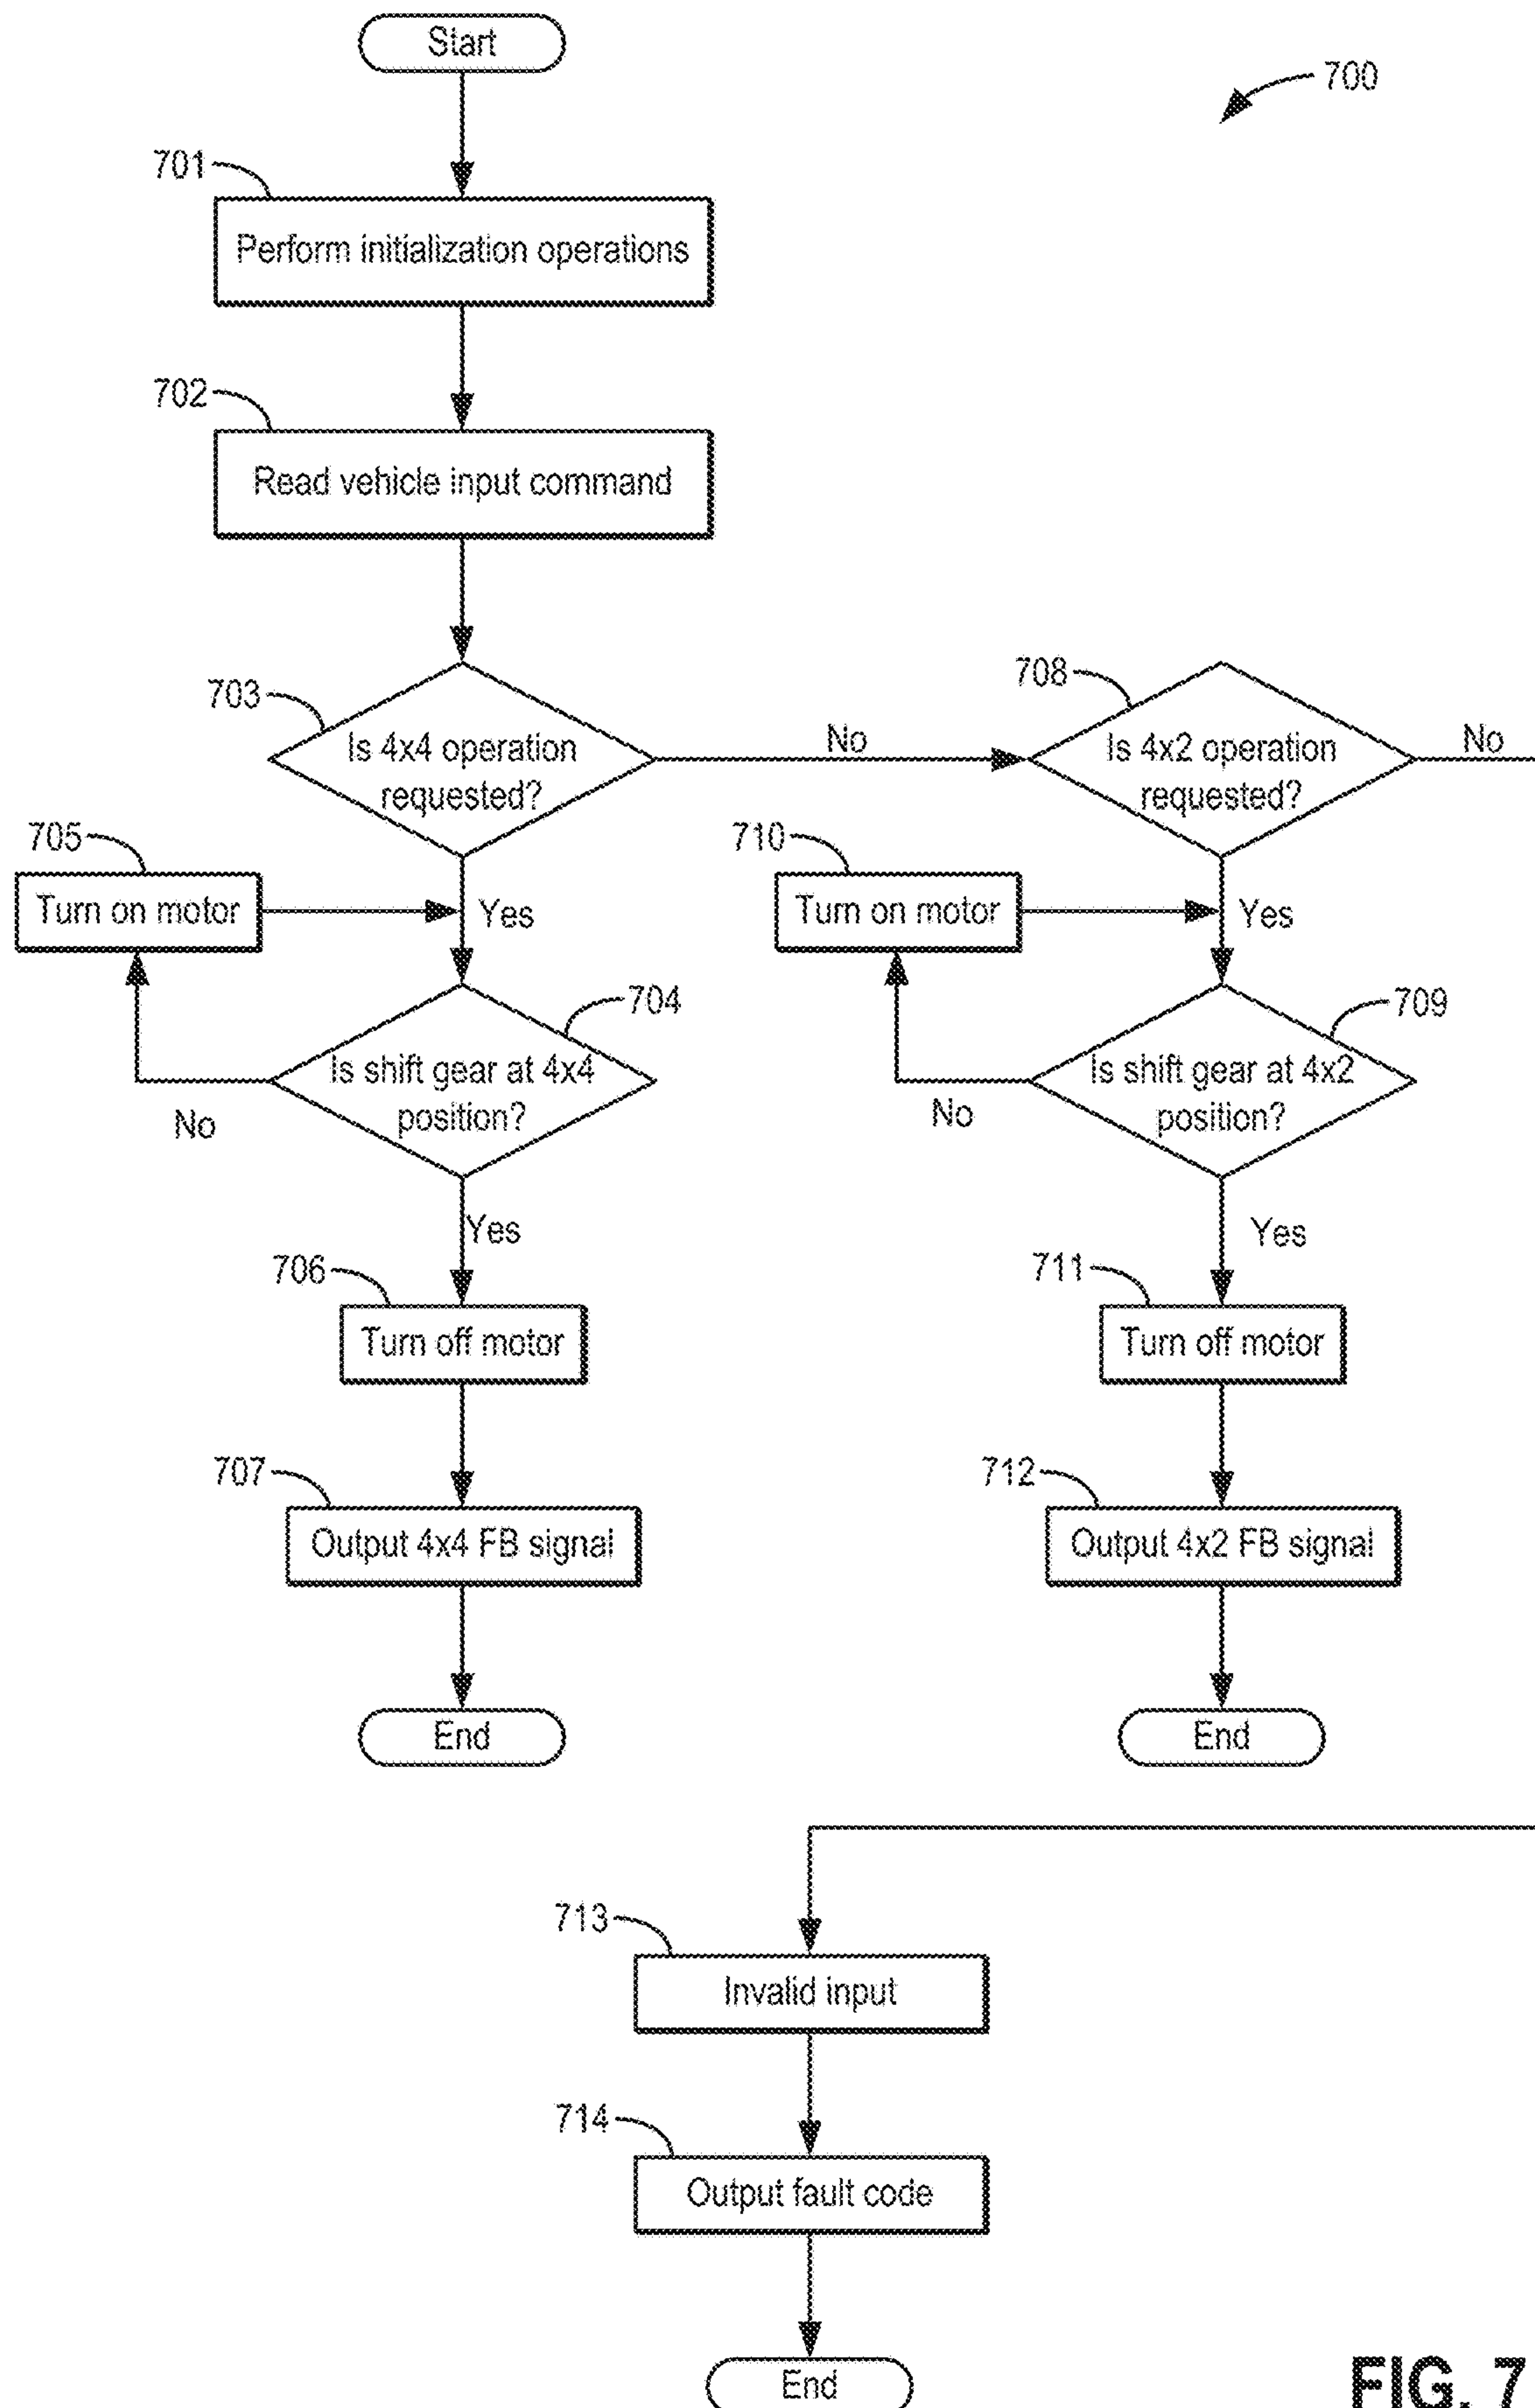 Start
700
701
Perform initialization operations
702
Read vehicle input command
703
Is 4x4 operation
requested?
No
708
Is 4x2 operation
requested?
No
705
Turn on motor
Yes
710
Turn on motor
Yes
704
Is shift gear at 4x4
position?
No
709
Is shift gear at 4x2
position?
No
Yes
Yes
706
Turn off motor
711
Turn off motor
707
Output 4x4 FB signal
712
Output 4x2 FB signal
End
End
713
Invalid input
714
Output fault code
End
FIG. 7